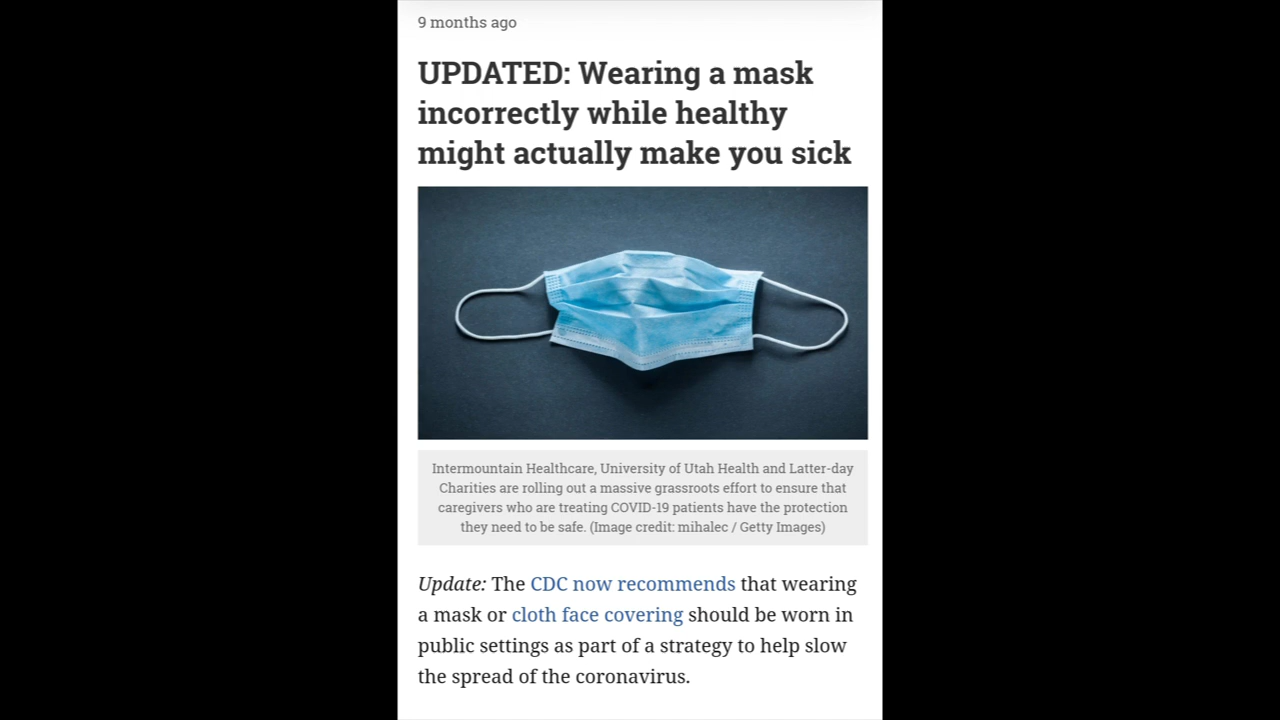 9 months ago
UPDATED: Wearing a mask
incorrectly while healthy
might actually make you sick
Intermountain Healthcare, University of Utah Health and Latter-day
Charities are rolling out a massive grassroots effort to ensure that
caregivers who are treating COVID-19 patients have the protection
they need to be safe. (Image credit: mihalec / Getty Images)
Update: The CDC now recommends that wearing
a mask or cloth face covering should be worn in
public settings as part of a strategy to help slow
the spread of the coronavirus.